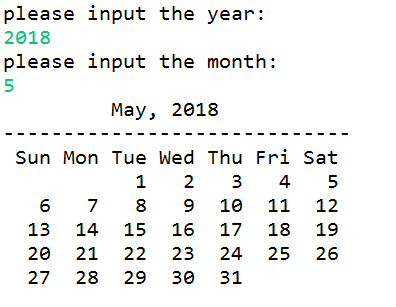 please input the year:
2018
please input the month:
5
         May, 2018
-----------------------------
 Sun Mon Tue Wed Thu Fri Sat
           1   2   3   4   5
   6   7   8   9  10  11  12
  13  14  15  16  17  18  19
  20  21  22  23  24  25  26
  27  28  29  30  31